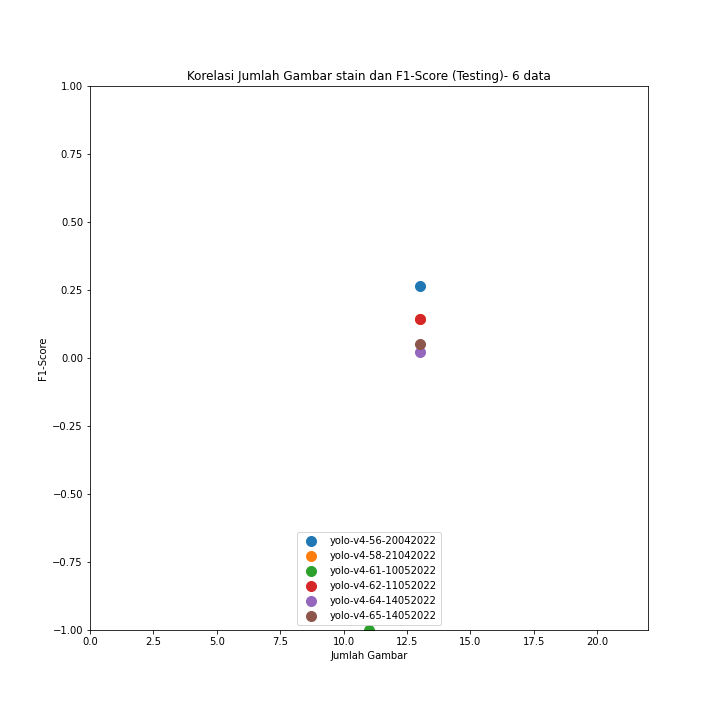 Korelasi Jumlah Gambar stain dan F1-Score (Testing)- 6 data
1.00
0.75
0.50
0.25
0.00
−0.25
−0.50
−0.75
−1.00
F1-Score
yolo-v4-56-20042022
yolo-v4-58-21042022
yolo-v4-61-10052022
yolo-v4-62-11052022
yolo-v4-64-14052022
yolo-v4-65-14052022
0.0 2.5 5.0 7.5 10.0 12.5 15.0 17.5 20.0
Jumlah Gambar